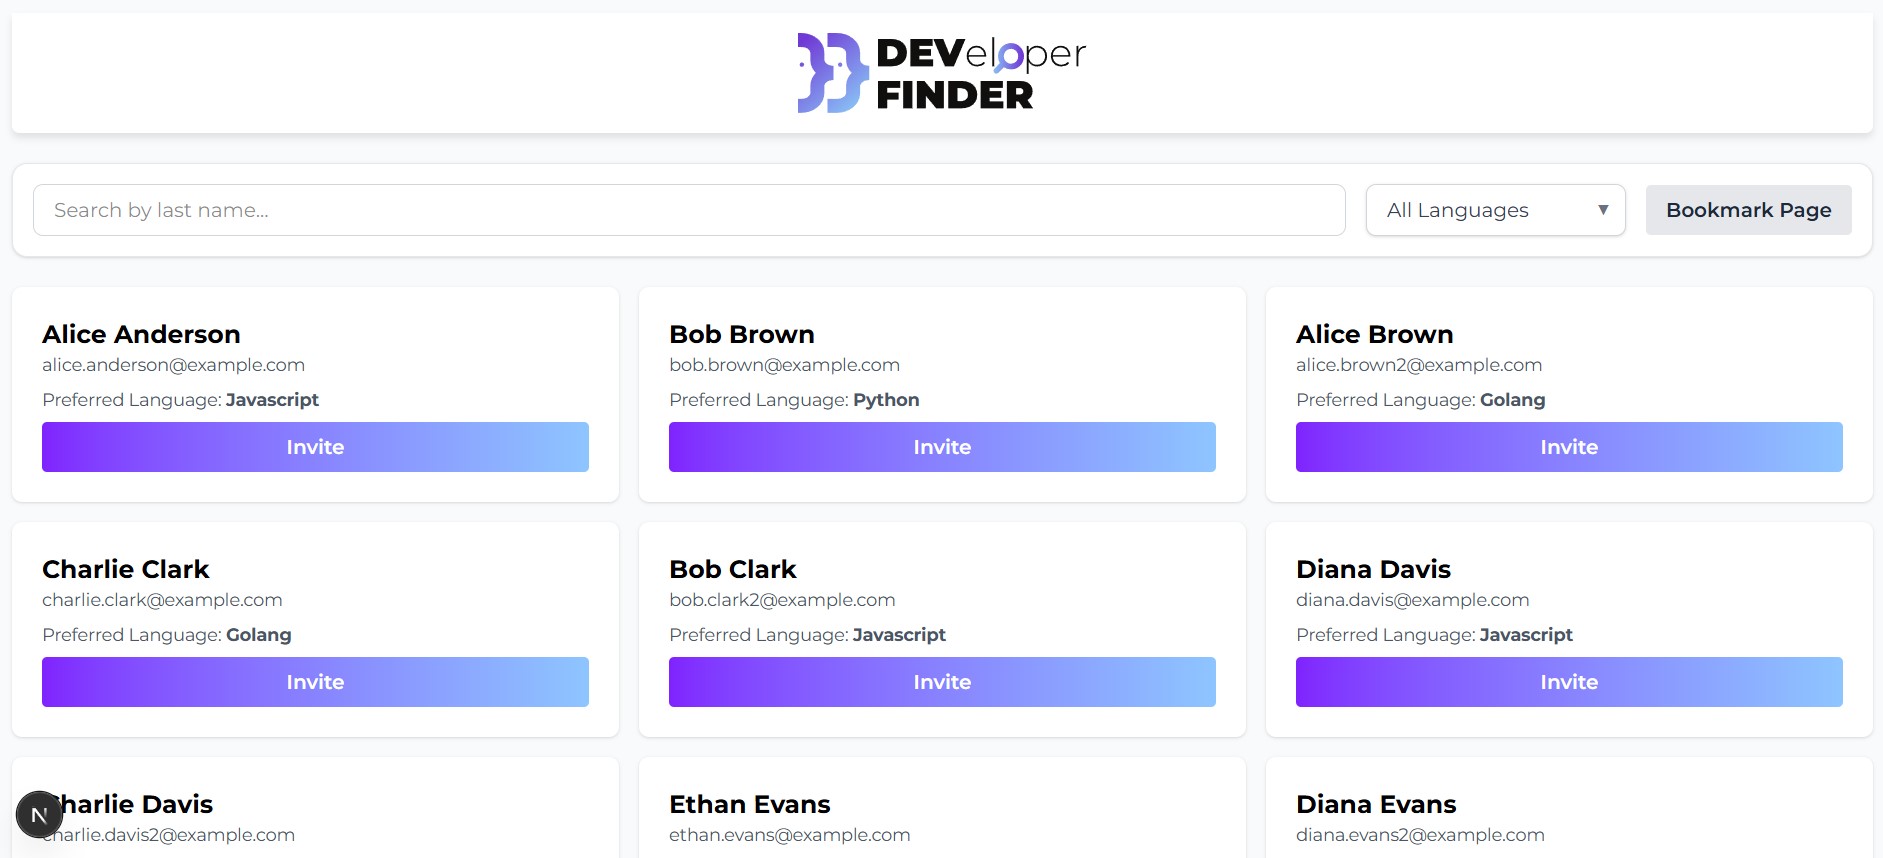 DEVeloper
FINDER
Search by last name...
All Languages ▼
Bookmark Page
Alice Anderson
alice.anderson@example.com
Preferred Language: Javascript
Invite
Bob Brown
bob.brown@example.com
Preferred Language: Python
Invite
Alice Brown
alice.brown2@example.com
Preferred Language: Golang
Invite
Charlie Clark
charlie.clark@example.com
Preferred Language: Golang
Invite
Bob Clark
bob.clark2@example.com
Preferred Language: Javascript
Invite
Diana Davis
diana.davis@example.com
Preferred Language: Javascript
Invite
Charlie Davis
charlie.davis2@example.com
N
Ethan Evans
ethan.evans@example.com
Diana Evans
diana.evans2@example.com